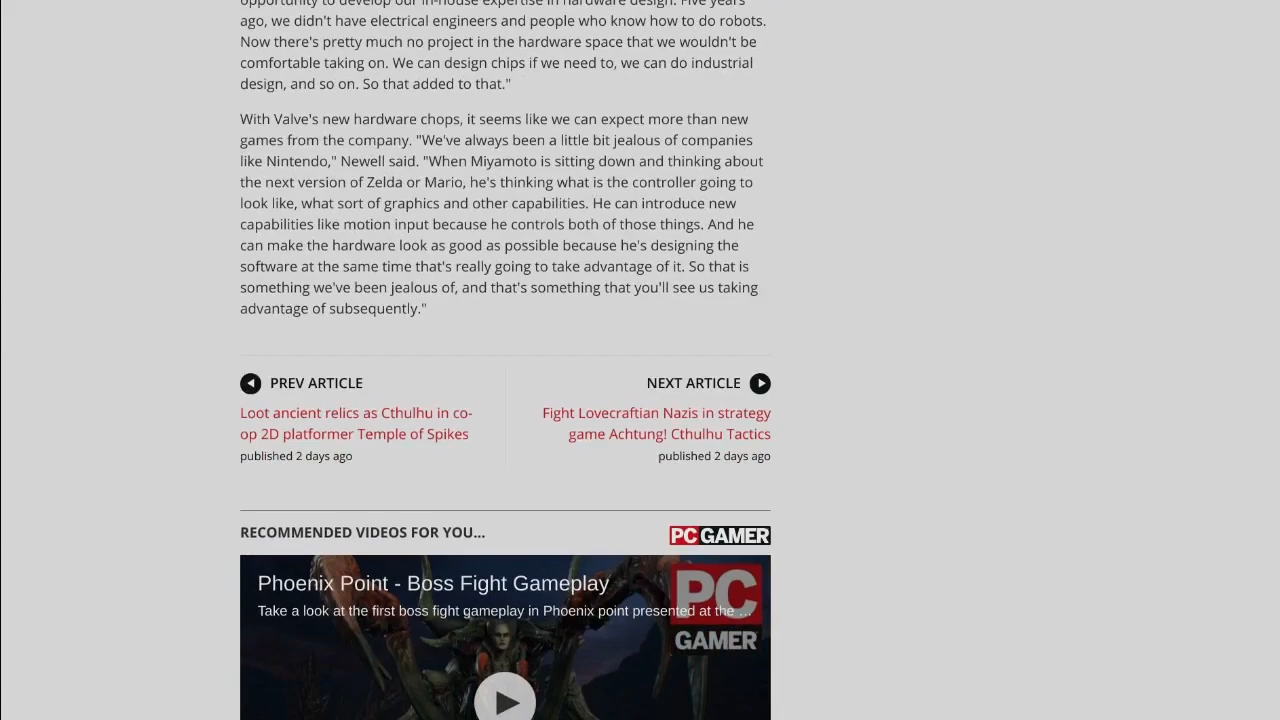 opportunity to develop our in-house expertise in hardware design. Five years
ago, we didn't have electrical engineers and people who know how to do robots.
Now there's pretty much no project in the hardware space that we wouldn't be
comfortable taking on. We can design chips if we need to, we can do industrial
design, and so on. So that added to that."
With Valve's new hardware chops, it seems like we can expect more than new
games from the company. "We've always been a little bit jealous of companies
like Nintendo," Newell said. "When Miyamoto is sitting down and thinking about
the next version of Zelda or Mario, he's thinking what is the controller going to
look like, what sort of graphics and other capabilities. He can introduce new
capabilities like motion input because he controls both of those things. And he
can make the hardware look as good as possible because he's designing the
software at the same time that's really going to take advantage of it. So that is
something we've been jealous of, and that's something that you'll see us taking
advantage of subsequently."
PREV ARTICLE
Loot ancient relics as Cthulhu in co-
op 2D platformer Temple of Spikes
published 2 days ago
NEXT ARTICLE
Fight Lovecraftian Nazis in strategy
game Achtung! Cthulhu Tactics
published 2 days ago
RECOMMENDED VIDEOS FOR YOU...
PC GAMER
Phoenix Point - Boss Fight Gameplay
Take a look at the first boss fight gameplay in Phoenix point presented at the ...
PC
GAMER